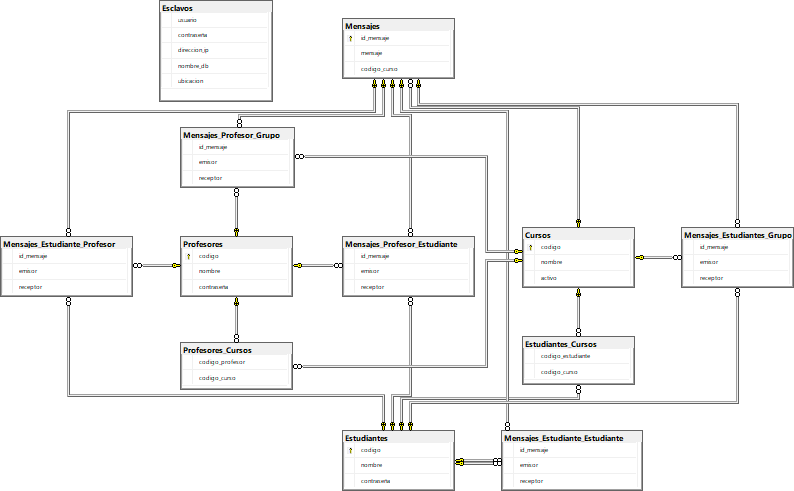 Esclavos
usuario
contraseña
direccion_ip
nombre_db
ubicacion
Mensajes
id_mensaje
mensaje
codigo_curso
Mensajes_Profesor_Grupo
id_mensaje
emisor
receptor
Mensajes_Estudiante_Profesor
id_mensaje
emisor
receptor
Profesores
codigo
nombre
contraseña
Mensajes_Profesor_Estudiante
id_mensaje
emisor
receptor
Cursos
codigo
nombre
activo
Mensajes_Estudiantes_Grupo
id_mensaje
emisor
receptor
Profesores_Cursos
codigo_profesor
codigo_curso
Estudiantes_Cursos
codigo_estudiante
codigo_curso
Estudiantes
codigo
nombre
contraseña
Mensajes_Estudiante_Estudiante
id_mensaje
emisor
receptor